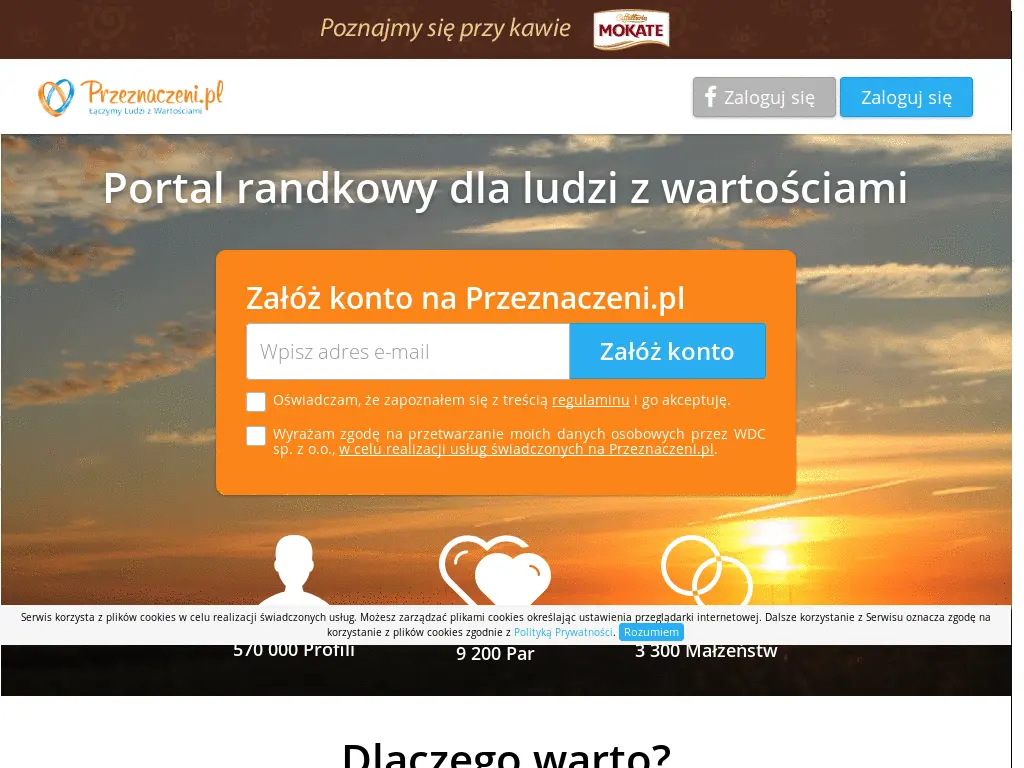 Poznajmy się przy kawie
Caffetteria
MOKATE
Przeznaczeni.pl
Łączymy Ludzi z Wartościami
Zaloguj się
Zaloguj się
Portal randkowy dla ludzi z wartościami
Załóż konto na Przeznaczeni.pl
Wpisz adres e-mail
Załóż konto
Oświadczam, że zapoznałem się z treścią regulaminu i go akceptuję.
Wyrażam zgodę na przetwarzanie moich danych osobowych przez WDC
sp. z o.o., w celu realizacji usług świadczonych na Przeznaczeni.pl.
Serwis korzysta z plików cookies w celu realizacji świadczonych usług. Możesz zarządzać plikami cookies określając ustawienia przeglądarki internetowej. Dalsze korzystanie z Serwisu oznacza zgodę na
korzystanie z plików cookies zgodnie z Polityką Prywatności. Rozumiem
570 000 Profili
9 200 Par
3 300 Małżeństw
Dlaczego warto?